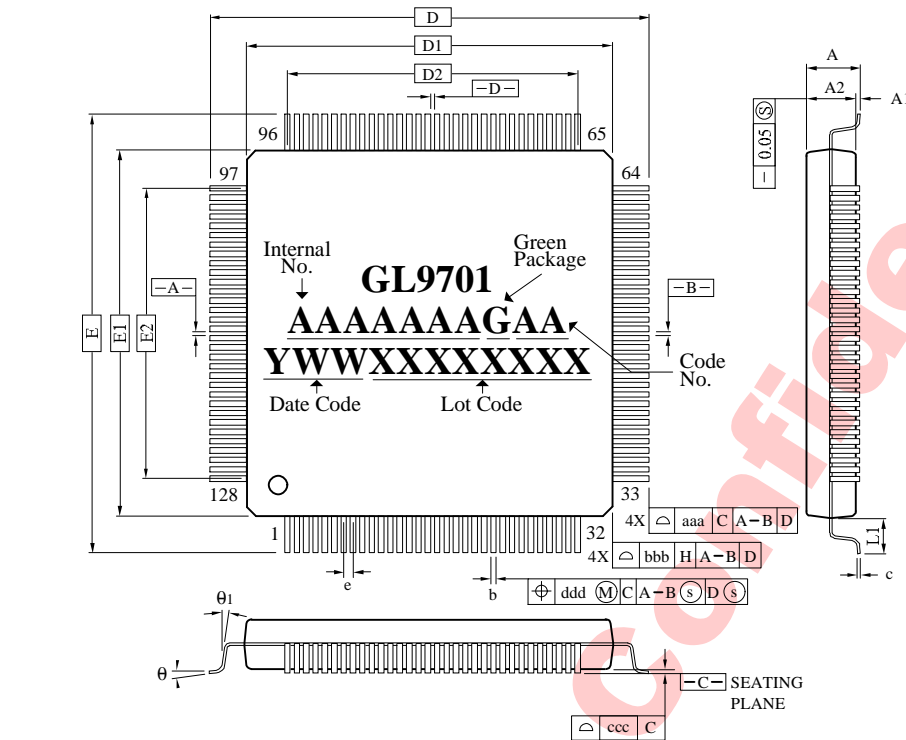 D
D1
D2
−D−
A
A2
A1
− 0.05 Ⓢ
96
65
97
64
Internal
No.
Green
Package
GL9701
−A−
−B−
AAAAAAAGAA
YWWXXXXXXXX
Code
No.
Date Code
Lot Code
E
E1
E2
128
33
1
32
4X ⌓ aaa C A−B D
4X ⌓ bbb H A−B D
L1
e
b
⌖ ddd Ⓜ C A−B ⓢ D ⓢ
c
θ1
θ
−C− SEATING
PLANE
⌓ ccc C
Confide